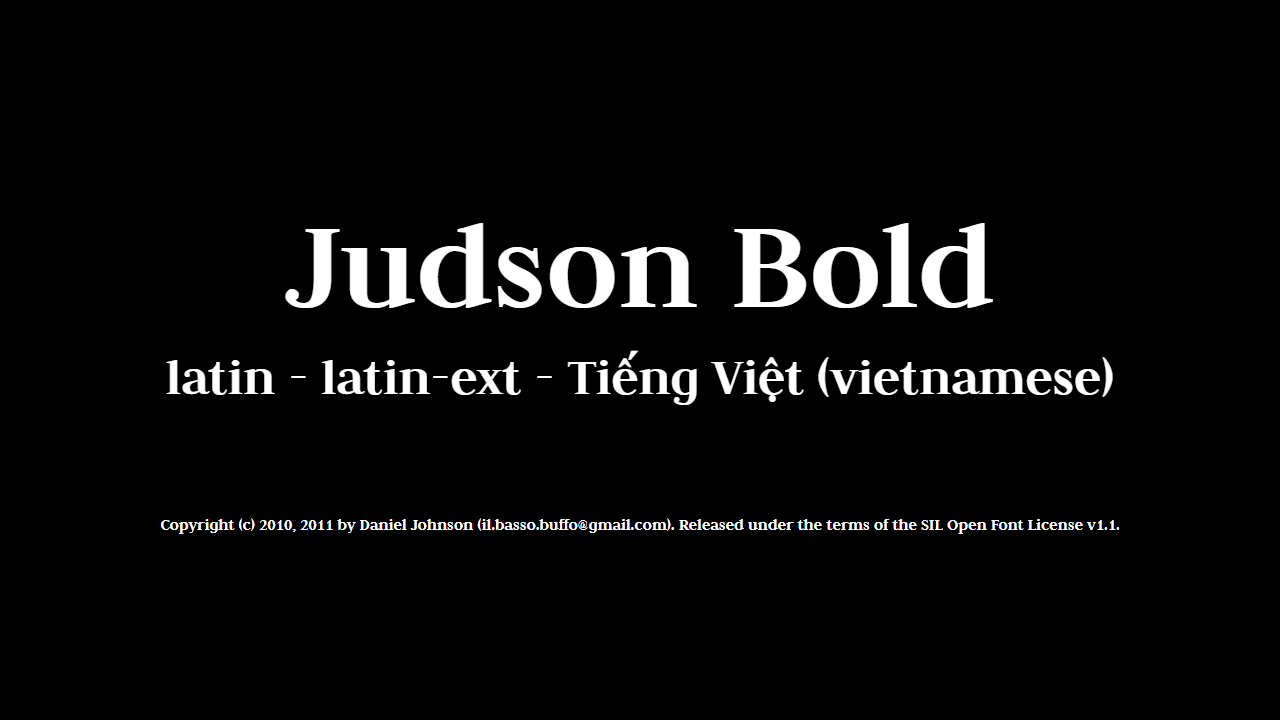 Judson Bold
latin - latin-ext - Tiếng Việt (vietnamese)
Copyright (c) 2010, 2011 by Daniel Johnson (il.basso.buffo@gmail.com). Released under the terms of the SIL Open Font License v1.1.